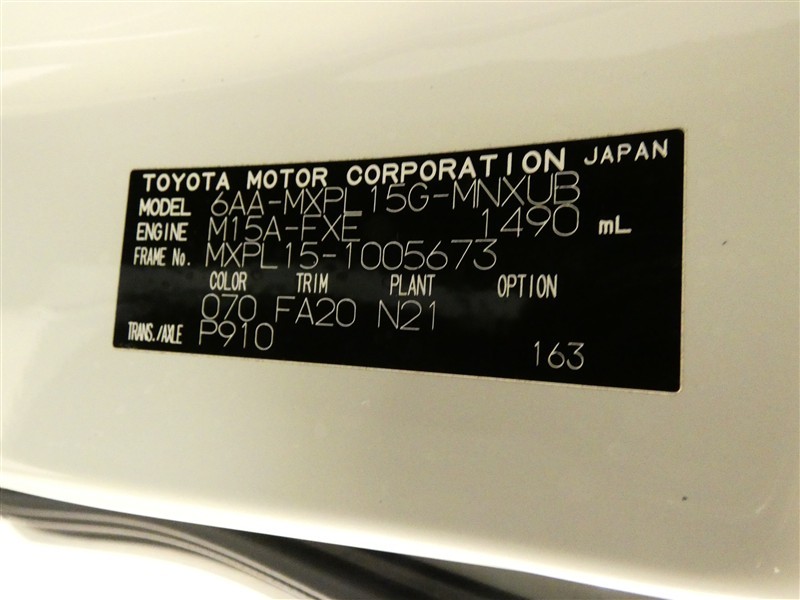 TOYOTA MOTOR CORPORATION JAPAN
MODEL 6AA-MXPL15G-MNXUB
ENGINE M15A-FXE 1490 mL
FRAME No. MXPL15-1005673
COLOR TRIM PLANT OPTION
070 FA20 N21
TRANS./AXLE P910
163